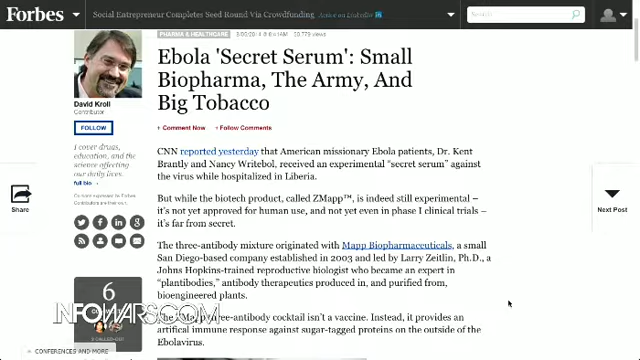 Forbes
Social Entrepreneur Completes Seed Round Via Crowdfunding
Search
PHARMA & HEALTHCARE
views
Ebola 'Secret Serum': Small
Biopharma, The Army, And
Big Tobacco
David Kroll
Contributor
FOLLOW
I cover drugs,
education, and the
science affecting
our daily lives.
full bio
+ Comment Now + Follow Comments
CNN reported yesterday that American missionary Ebola patients, Dr. Kent
Brantly and Nancy Writebol, received an experimental “secret serum” against
the virus while hospitalized in Liberia.
But while the biotech product, called ZMapp™, is indeed still experimental –
it’s not yet approved for human use, and not yet even in phase I clinical trials –
it’s far from secret.
The three-antibody mixture originated with Mapp Biopharmaceuticals, a small
San Diego-based company established in 2003 and led by Larry Zeitlin, Ph.D., a
Johns Hopkins-trained reproductive biologist who became an expert in
“plantibodies,” antibody therapeutics produced in, and purified from,
bioengineered plants.
The ZMapp three-antibody cocktail isn’t a vaccine. Instead, it provides an
artificial immune response against sugar-tagged proteins on the outside of the
Ebolavirus.
Share
Next Post
6
INFOWARS.COM
CONFERENCES AND MORE